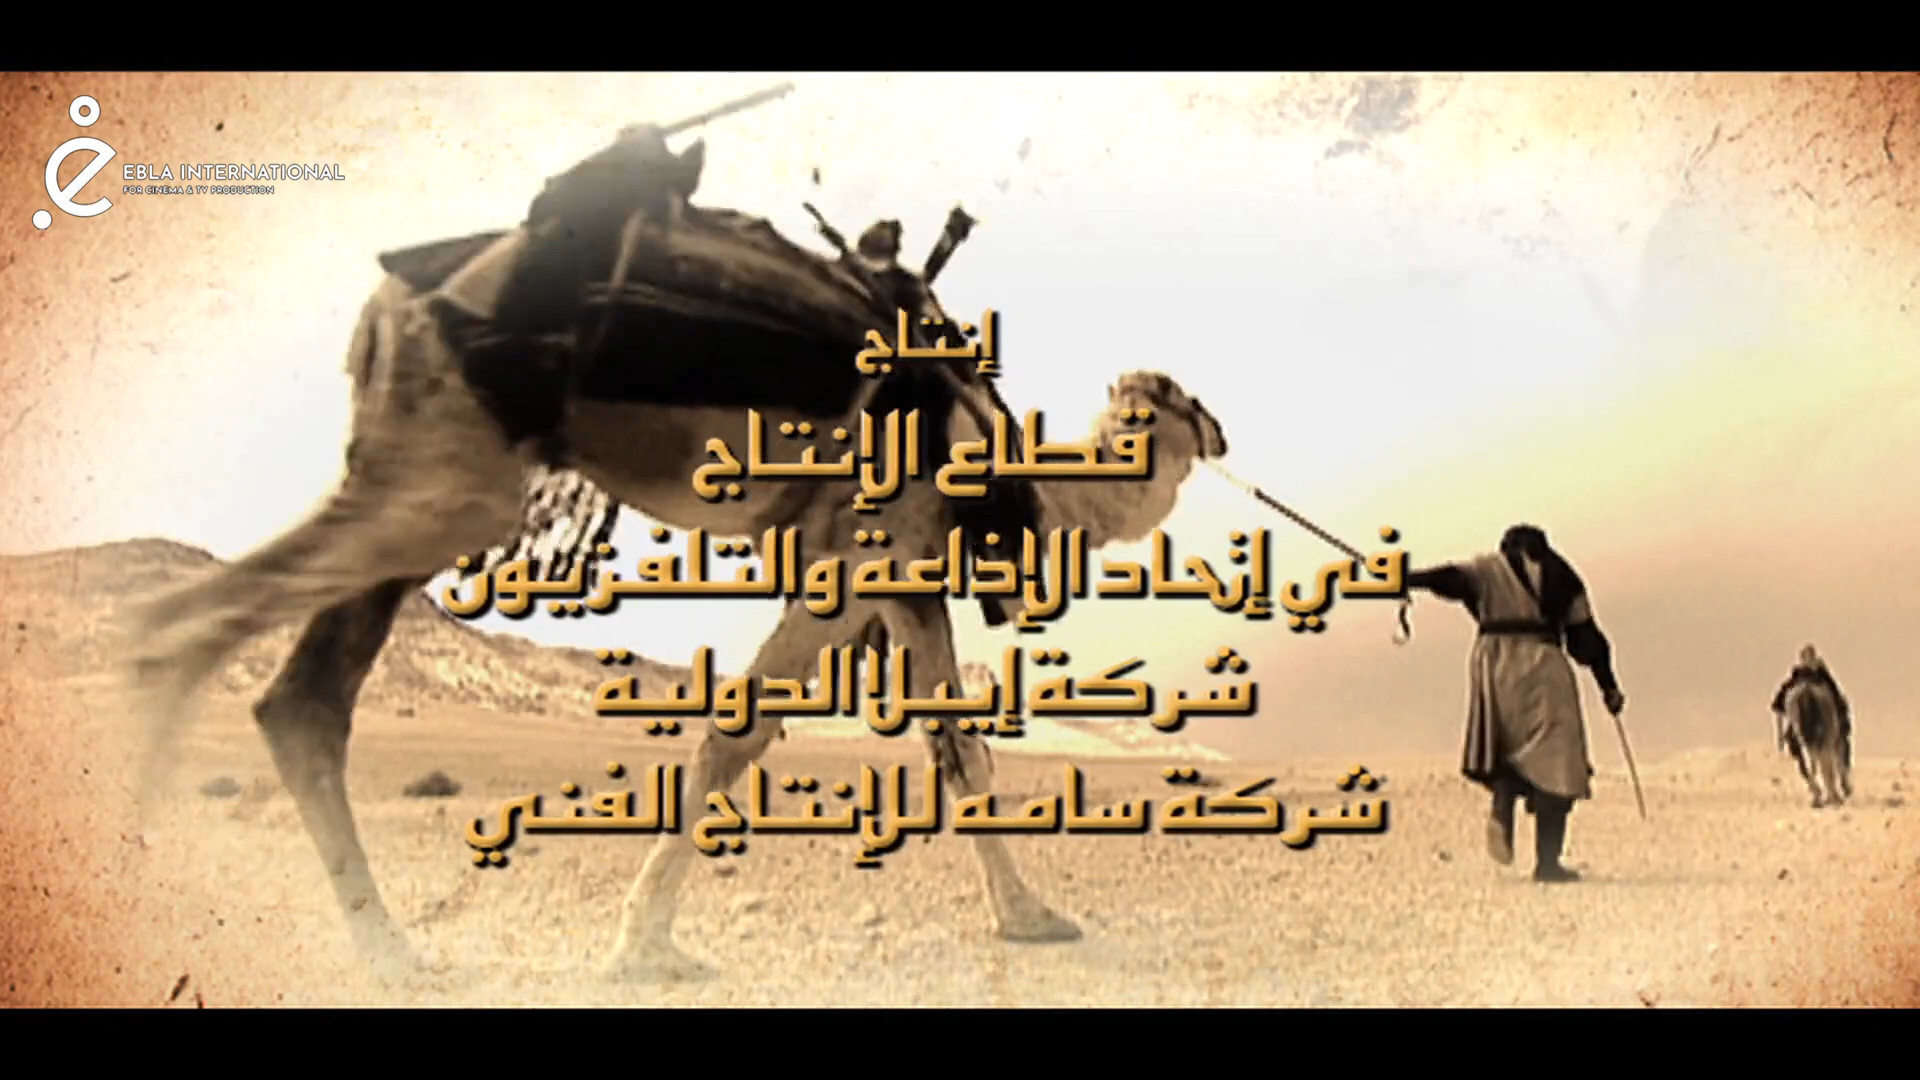 EBLA INTERNATIONAL
FOR CINEMA & TV PRODUCTION
إنتاج
قطاع الإنتاج
في إتحاد الإذاعة والتلفزيون
شركة إيبلا الدولية
شركة سامه للإنتاج الفني